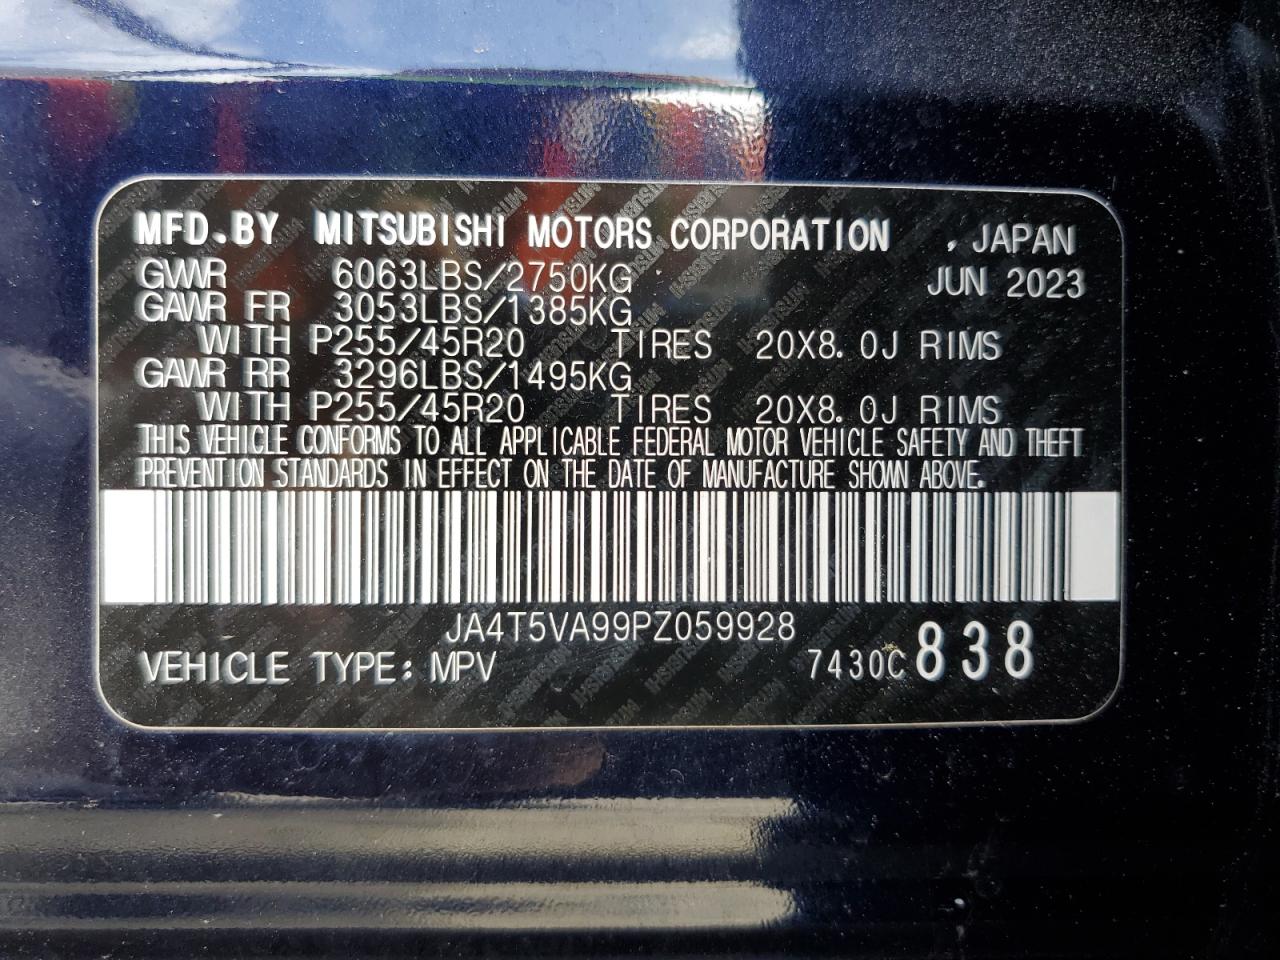 MFD.BY MITSUBISHI MOTORS CORPORATION , JAPAN
GVWR 6063LBS/2750KG JUN 2023
GAWR FR 3053LBS/1385KG
WITH P255/45R20 TIRES 20X8.0J RIMS
GAWR RR 3296LBS/1495KG
WITH P255/45R20 TIRES 20X8.0J RIMS
THIS VEHICLE CONFORMS TO ALL APPLICABLE FEDERAL MOTOR VEHICLE SAFETY AND THEFT
PREVENTION STANDARDS IN EFFECT ON THE DATE OF MANUFACTURE SHOWN ABOVE.
JA4T5VA99PZ059928
VEHICLE TYPE: MPV 7430C 838